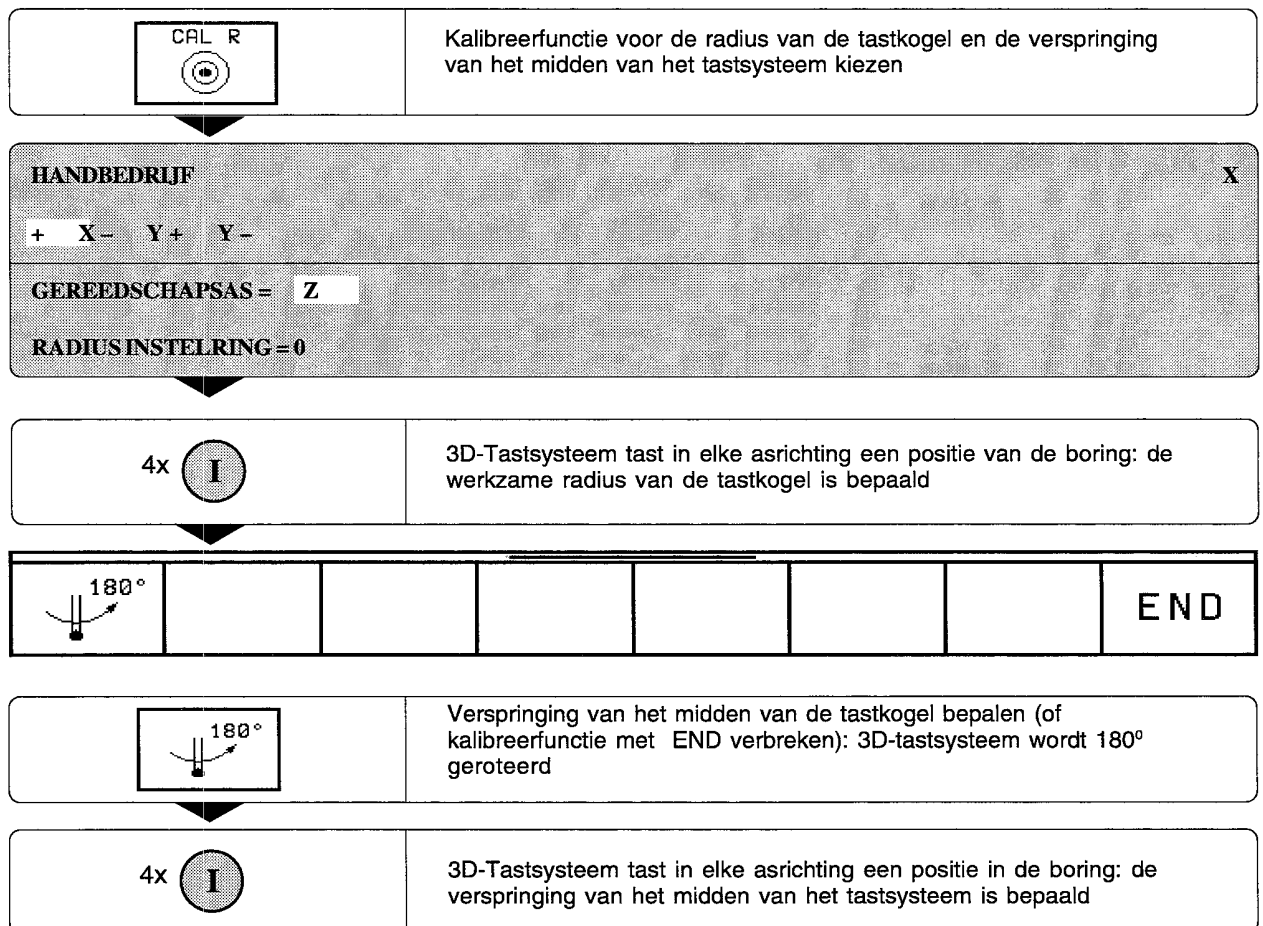 CAL R
Kalibreerfunctie voor de radius van de tastkogel en de verspringing
van het midden van het tastsysteem kiezen
HANDBEDRIJF X
+ X – Y + Y –
GEREEDSCHAPSAS = Z
RADIUS INSTELRING = 0
4x I
3D-Tastsysteem tast in elke asrichting een positie van de boring: de
werkzame radius van de tastkogel is bepaald
180°
END
180°
Verspringing van het midden van de tastkogel bepalen (of
kalibreerfunctie met END verbreken): 3D-tastsysteem wordt 180º
geroteerd
4x I
3D-Tastsysteem tast in elke asrichting een positie in de boring: de
verspringing van het midden van het tastsysteem is bepaald